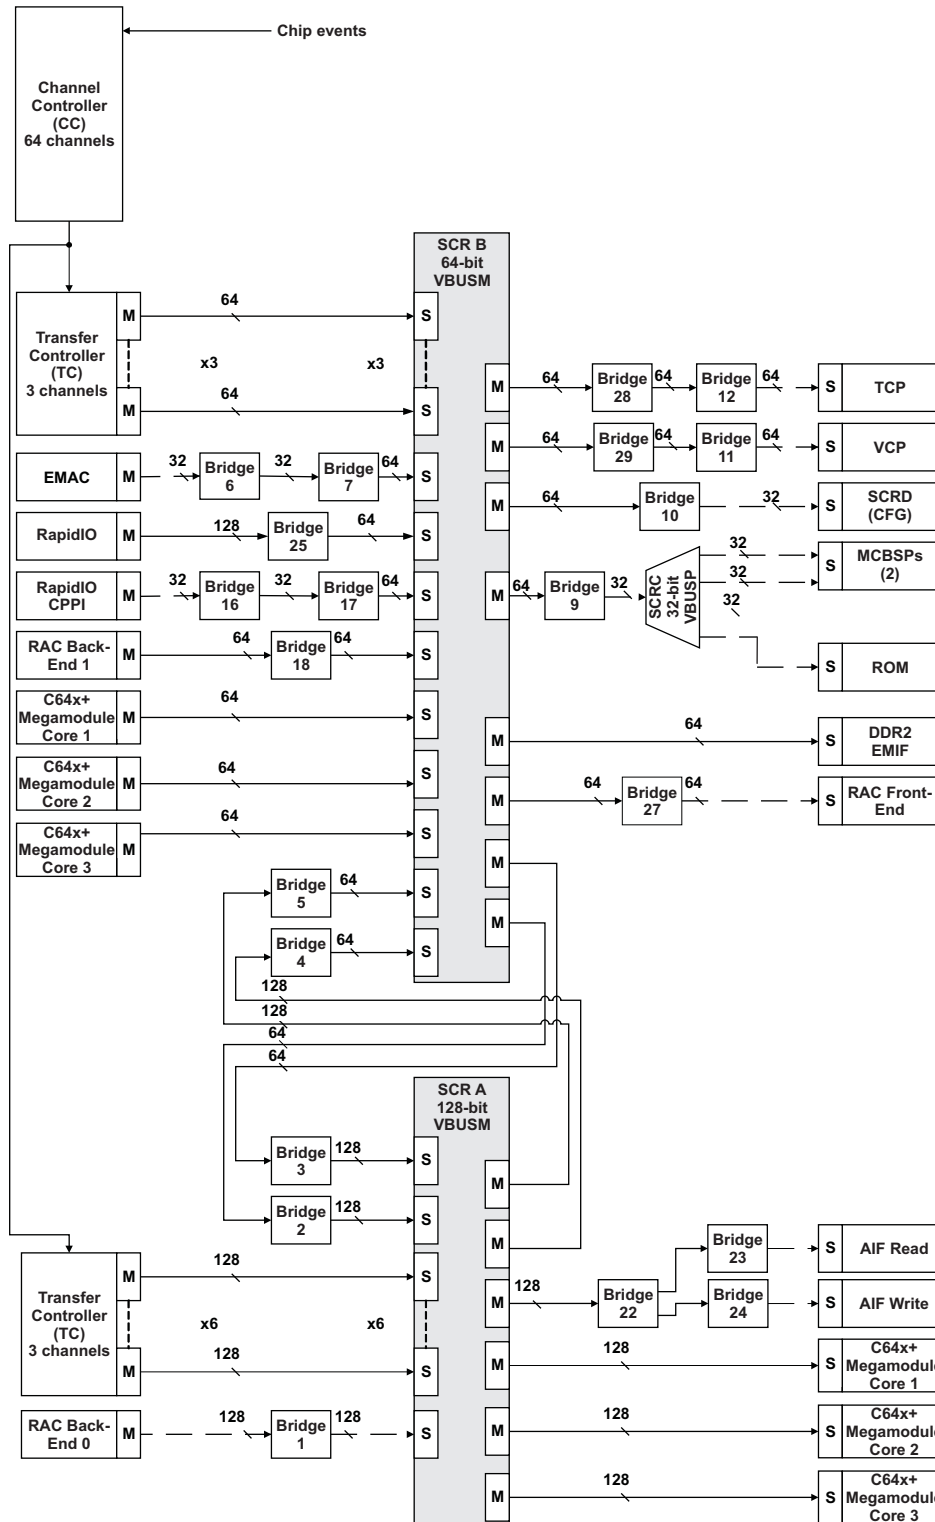 Chip events
Channel
Controller
(CC)
64 channels
SCR B
64-bit
VBUSM
Transfer
Controller
(TC)
3 channels
M
64
S
x3
x3
M
64
S
M
64
Bridge
28
64
Bridge
12
64
S
TCP
EMAC
M
32
Bridge
6
32
Bridge
7
64
S
M
64
Bridge
29
64
Bridge
11
64
S
VCP
RapidIO
M
128
Bridge
25
64
S
M
64
Bridge
10
32
S
SCRD
(CFG)
RapidIO
CPPI
M
32
Bridge
16
32
Bridge
17
64
S
M
64
Bridge
9
32
SCRC
32-bit
VBUSP
32
32
32
S
MCBSPs
(2)
S
ROM
RAC Back-
End 1
M
64
Bridge
18
64
S
C64x+
Megamodule
Core 1
M
64
S
M
64
S
DDR2
EMIF
C64x+
Megamodule
Core 2
M
64
S
M
64
Bridge
27
64
S
RAC Front-
End
C64x+
Megamodule
Core 3
M
64
S
M
Bridge
5
64
S
M
Bridge
4
64
S
128
128
64
64
SCR A
128-bit
VBUSM
Bridge
3
128
S
M
Bridge
2
128
S
M
Transfer
Controller
(TC)
3 channels
M
128
S
x6
x6
M
128
S
M
128
Bridge
22
Bridge
23
S
AIF Read
Bridge
24
S
AIF Write
M
128
S
C64x+
Megamodule
Core 1
RAC Back-
End 0
M
128
Bridge
1
128
S
M
128
S
C64x+
Megamodule
Core 2
M
128
S
C64x+
Megamodule
Core 3